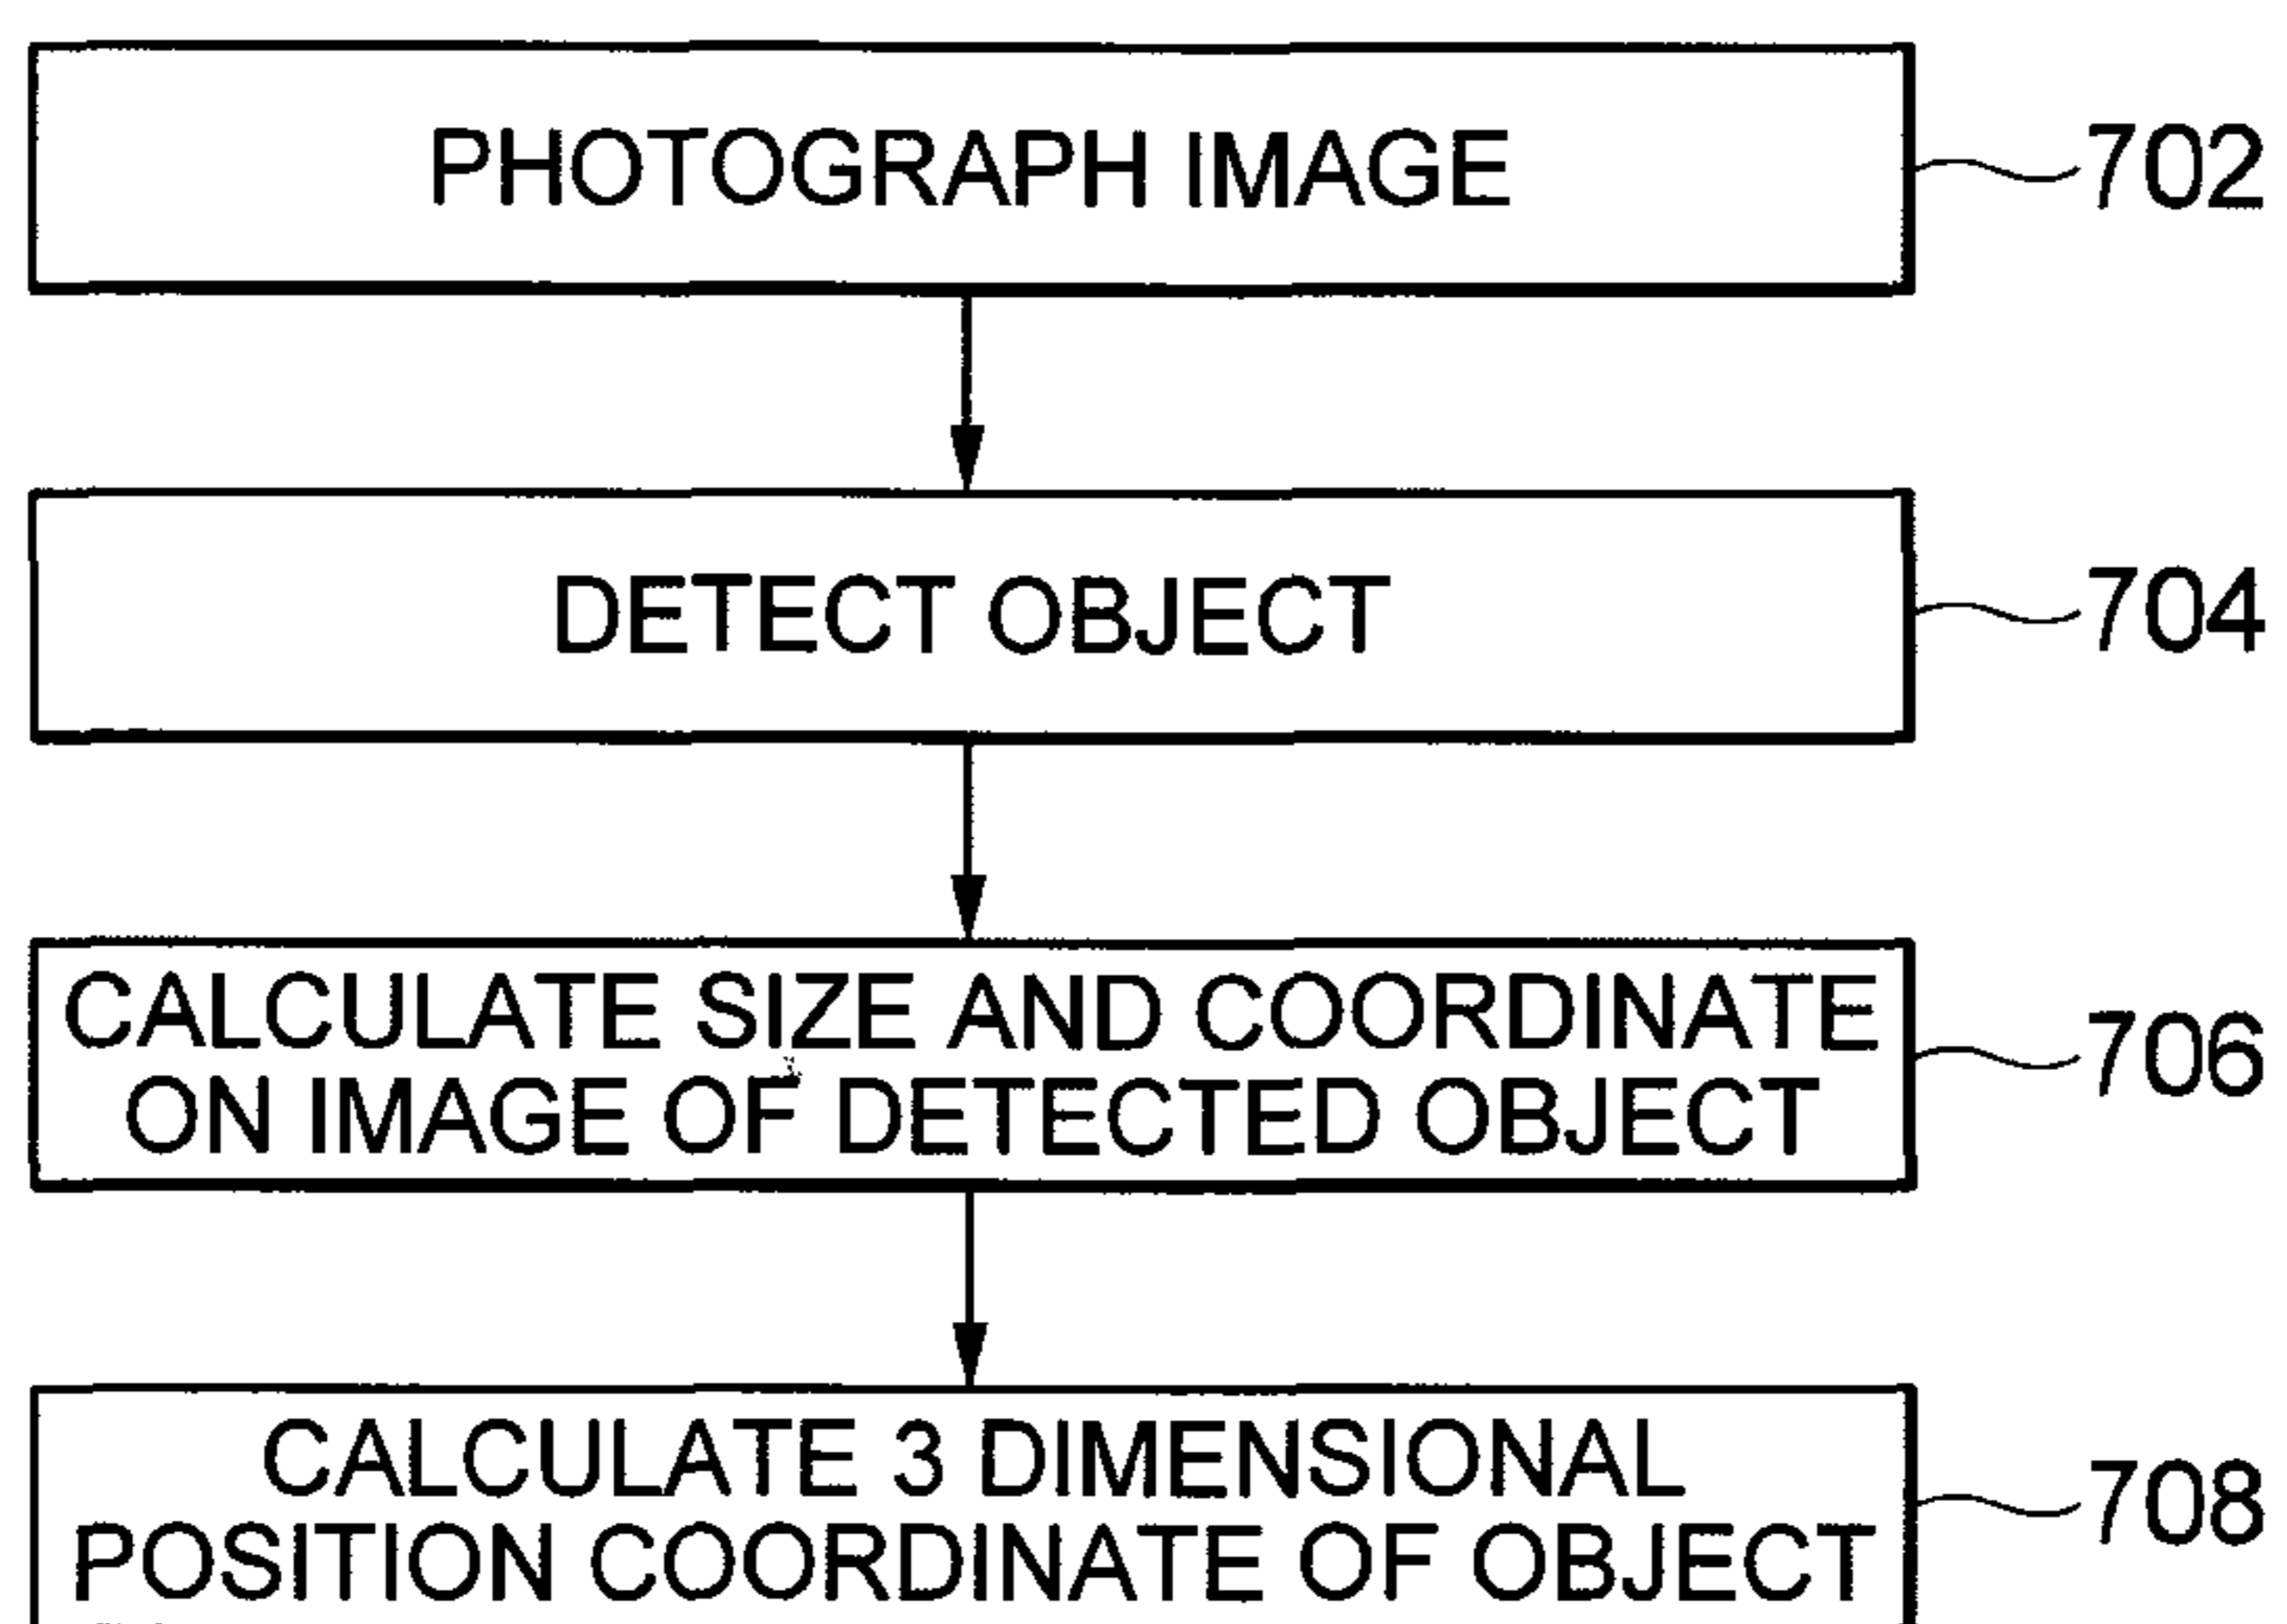 PHOTOGRAPH IMAGE
702
DETECT OBJECT
704
CALCULATE SIZE AND COORDINATE
ON IMAGE OF DETECTED OBJECT
706
CALCULATE 3 DIMENSIONAL
POSITION COORDINATE OF OBJECT
708